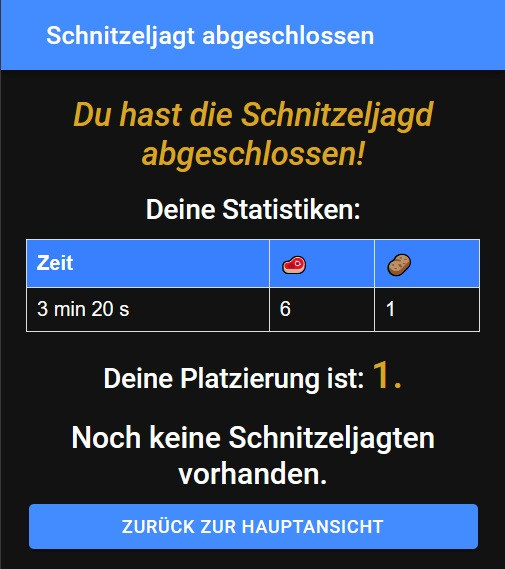 Schnitzeljagt abgeschlossen
Du hast die Schnitzeljagd
abgeschlossen!
Deine Statistiken:
Zeit
3 min 20 s 6 1
Deine Platzierung ist: 1.
Noch keine Schnitzeljagten
vorhanden.
ZURÜCK ZUR HAUPTANSICHT